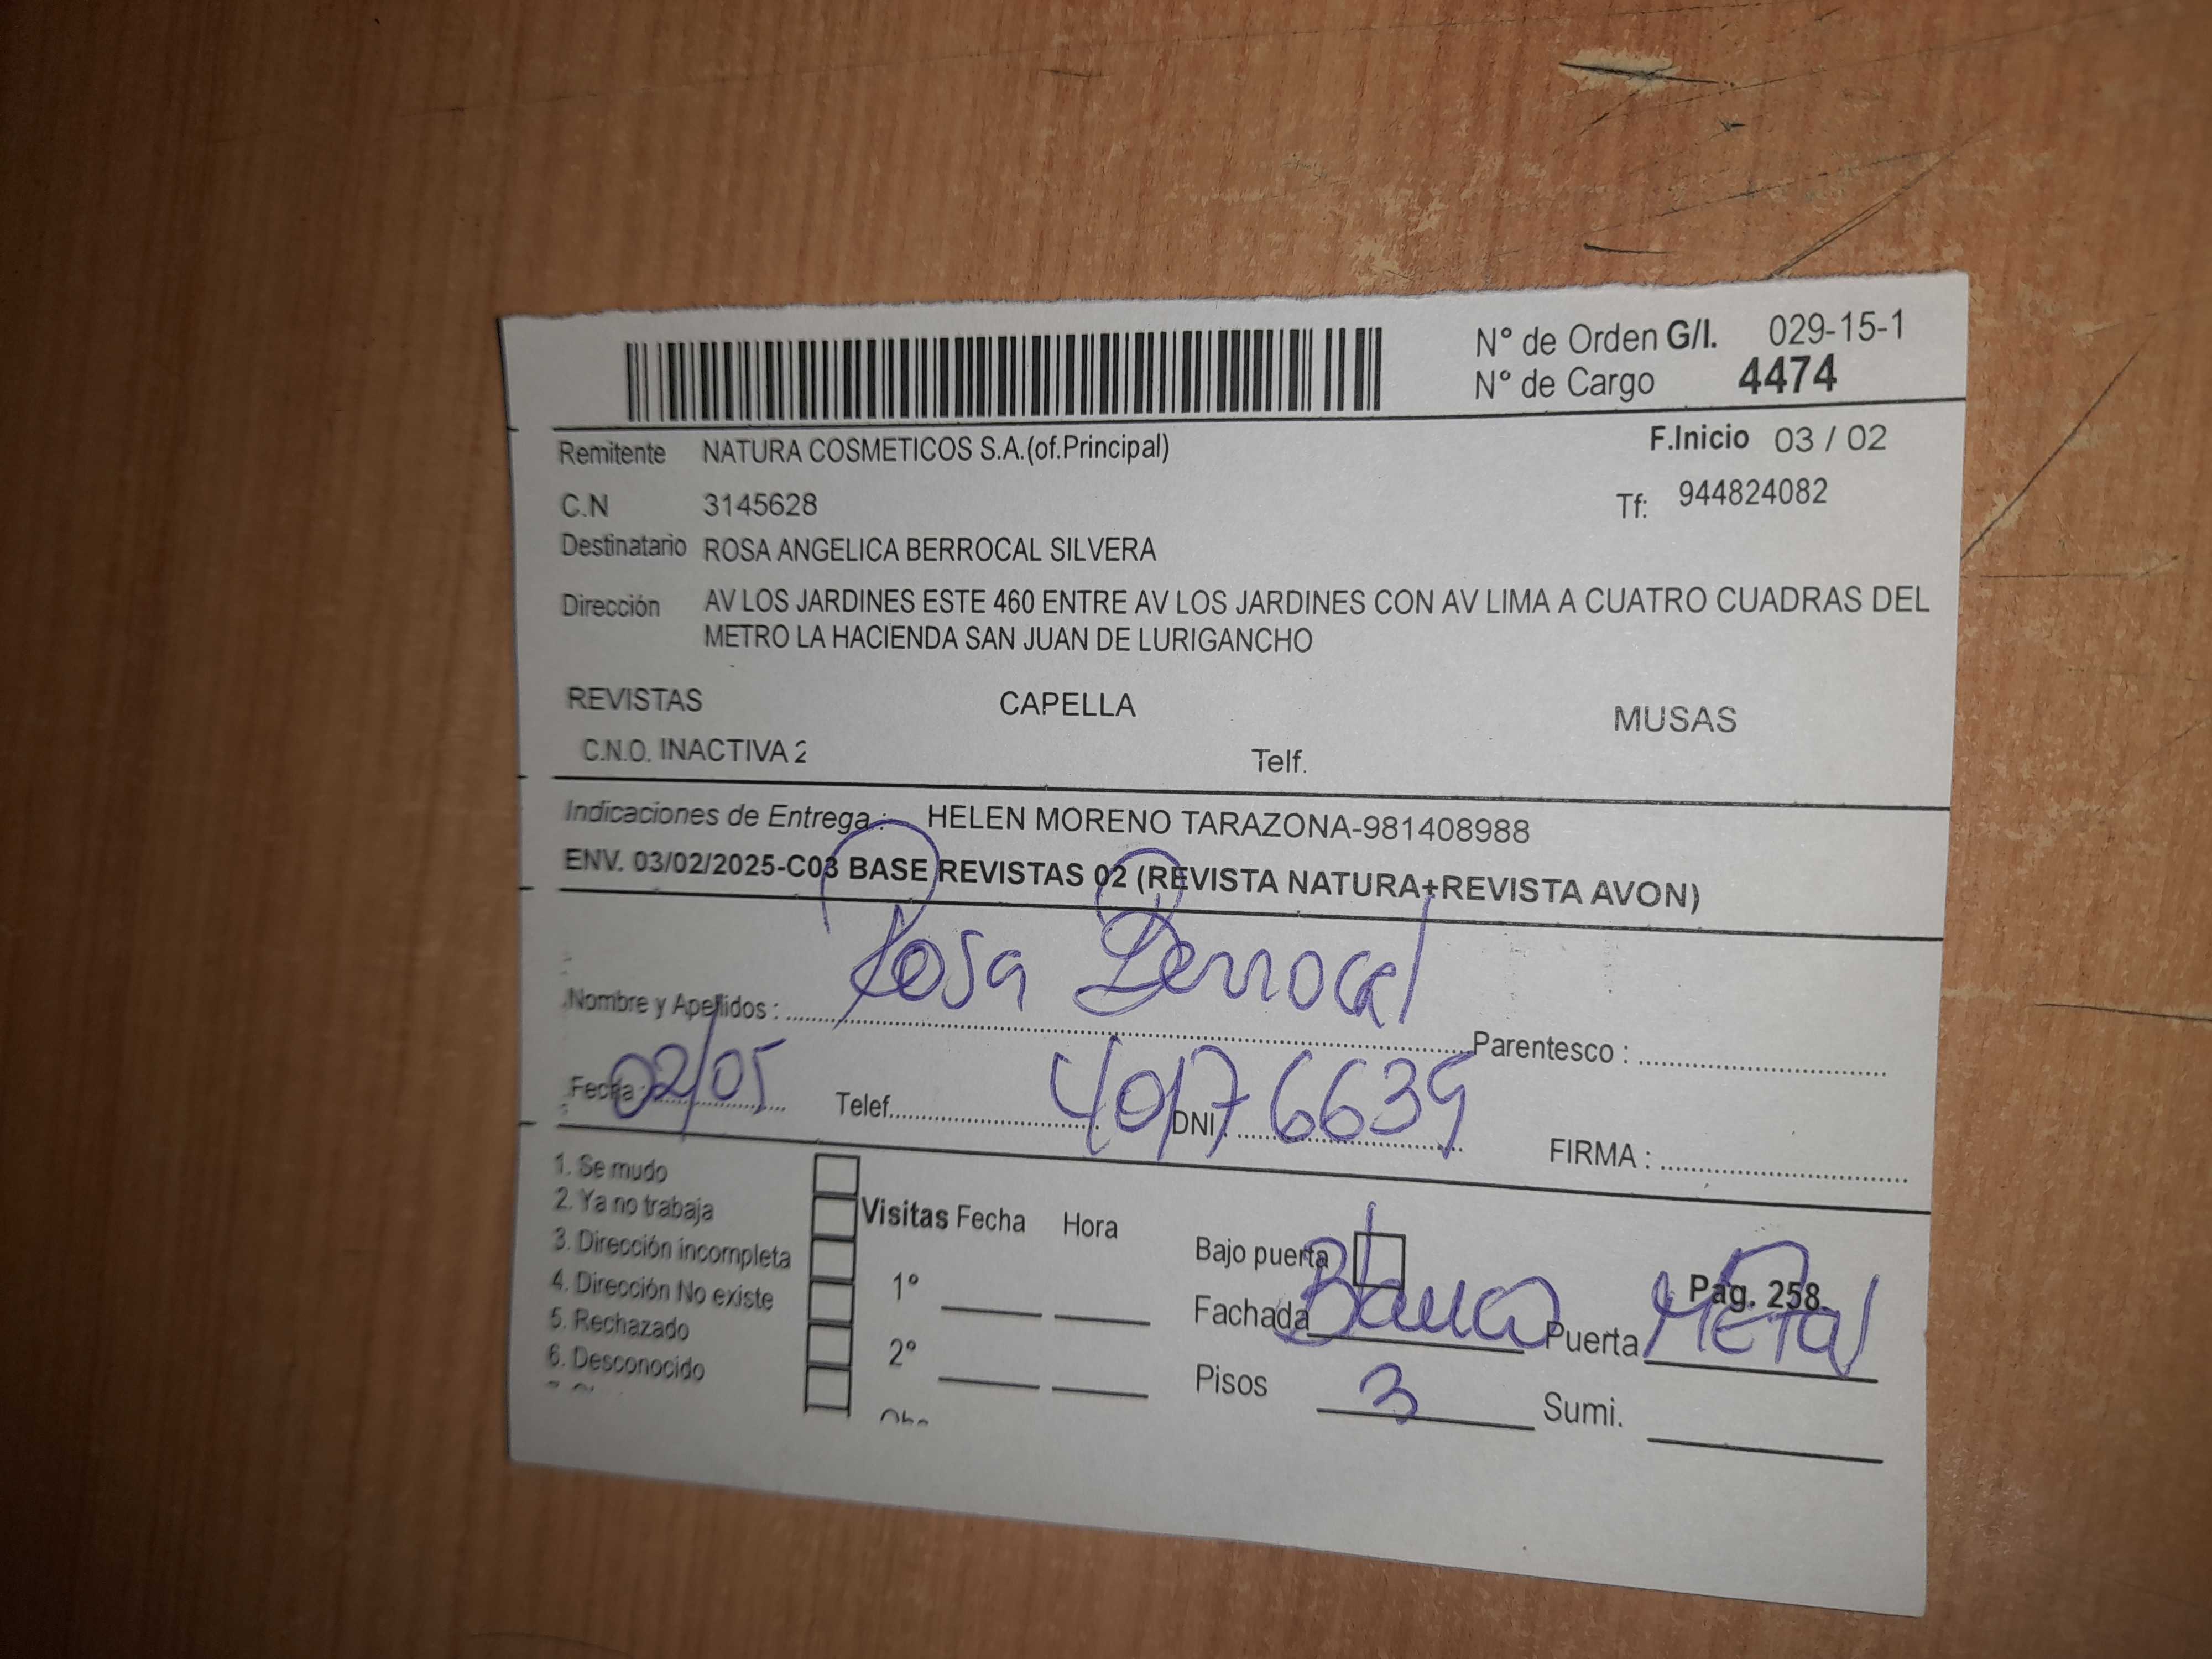 Nº de Orden G/I. 029-15-1
Nº de Cargo 4474
Remitente NATURA COSMETICOS S.A.(of.Principal) F.Inicio 03 / 02
C.N 3145628 Tf: 944824082
Destinatario ROSA ANGELICA BERROCAL SILVERA
Dirección AV LOS JARDINES ESTE 460 ENTRE AV LOS JARDINES CON AV LIMA A CUATRO CUADRAS DEL
METRO LA HACIENDA SAN JUAN DE LURIGANCHO
REVISTAS CAPELLA MUSAS
C.N.O. INACTIVA 2 Telf.
Indicaciones de Entrega : HELEN MORENO TARAZONA-981408988
ENV. 03/02/2025-C03 BASE REVISTAS 02 (REVISTA NATURA+REVISTA AVON)
Nombre y Apellidos : Rosa Berrocal Parentesco :
Fecha : 02/05 Telef. DNI : 40176639 FIRMA :
1. Se mudo
2. Ya no trabaja
3. Dirección incompleta
4. Dirección No existe
5. Rechazado
6. Desconocido
Visitas Fecha Hora
1º
2º
Bajo puerta Pag. 258
Fachada Blanca Puerta Metal
Pisos 3 Sumi.